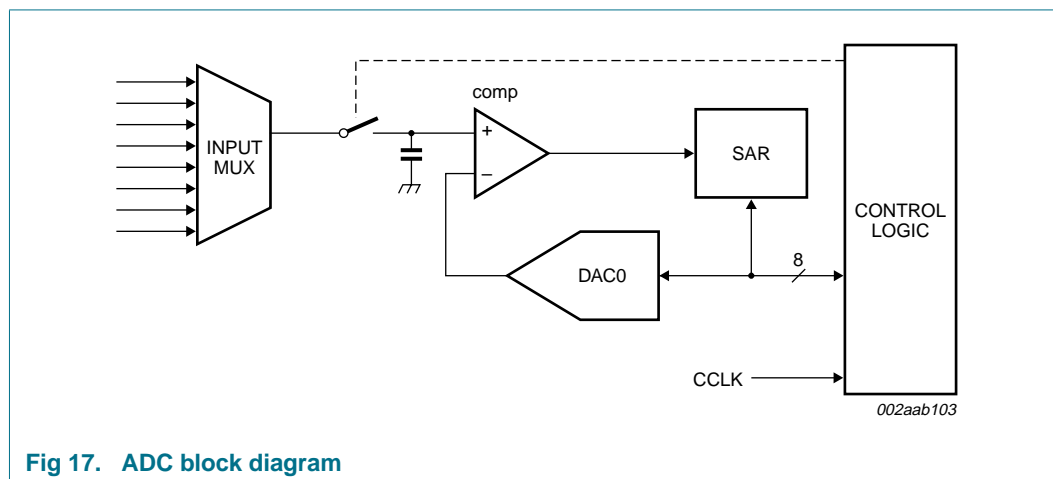 comp
INPUT
MUX
+
−
SAR
CONTROL
LOGIC
DAC0
8
CCLK
002aab103
Fig 17. ADC block diagram